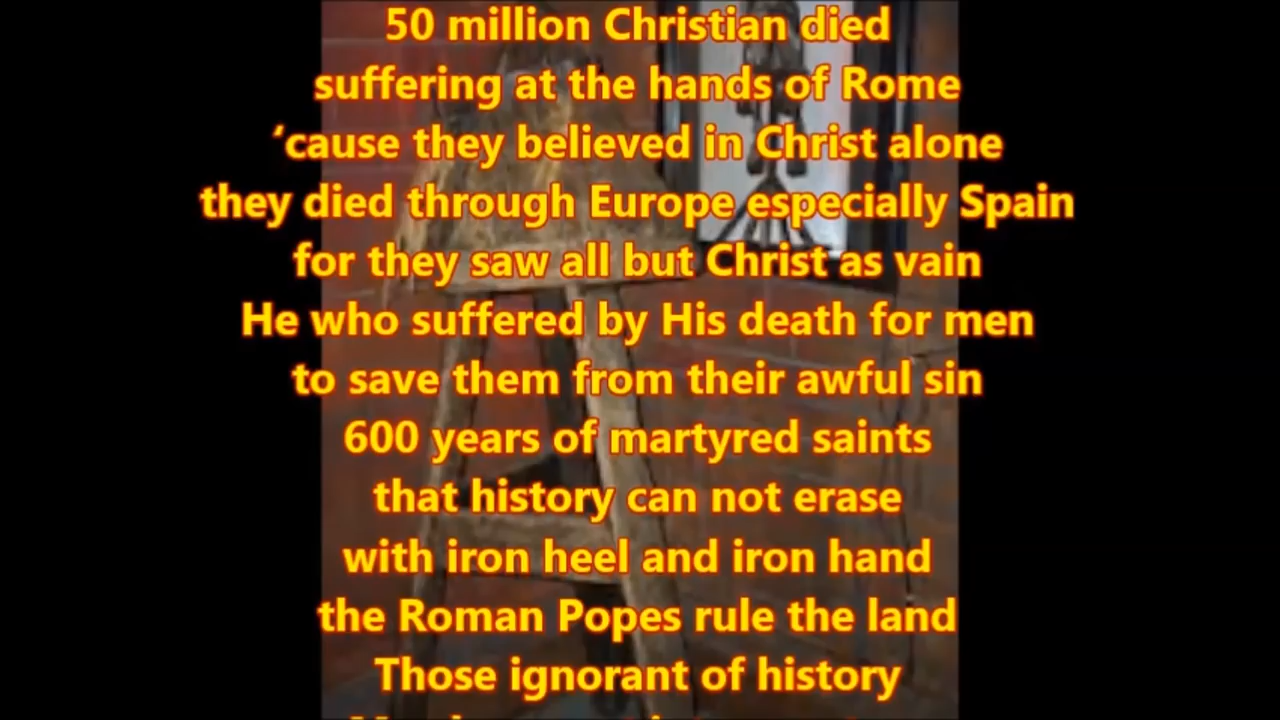 50 million Christian died
suffering at the hands of Rome
‘cause they believed in Christ alone
they died through Europe especially Spain
for they saw all but Christ as vain
He who suffered by His death for men
to save them from their awful sin
600 years of martyred saints
that history can not erase
with iron heel and iron hand
the Roman Popes rule the land
Those ignorant of history